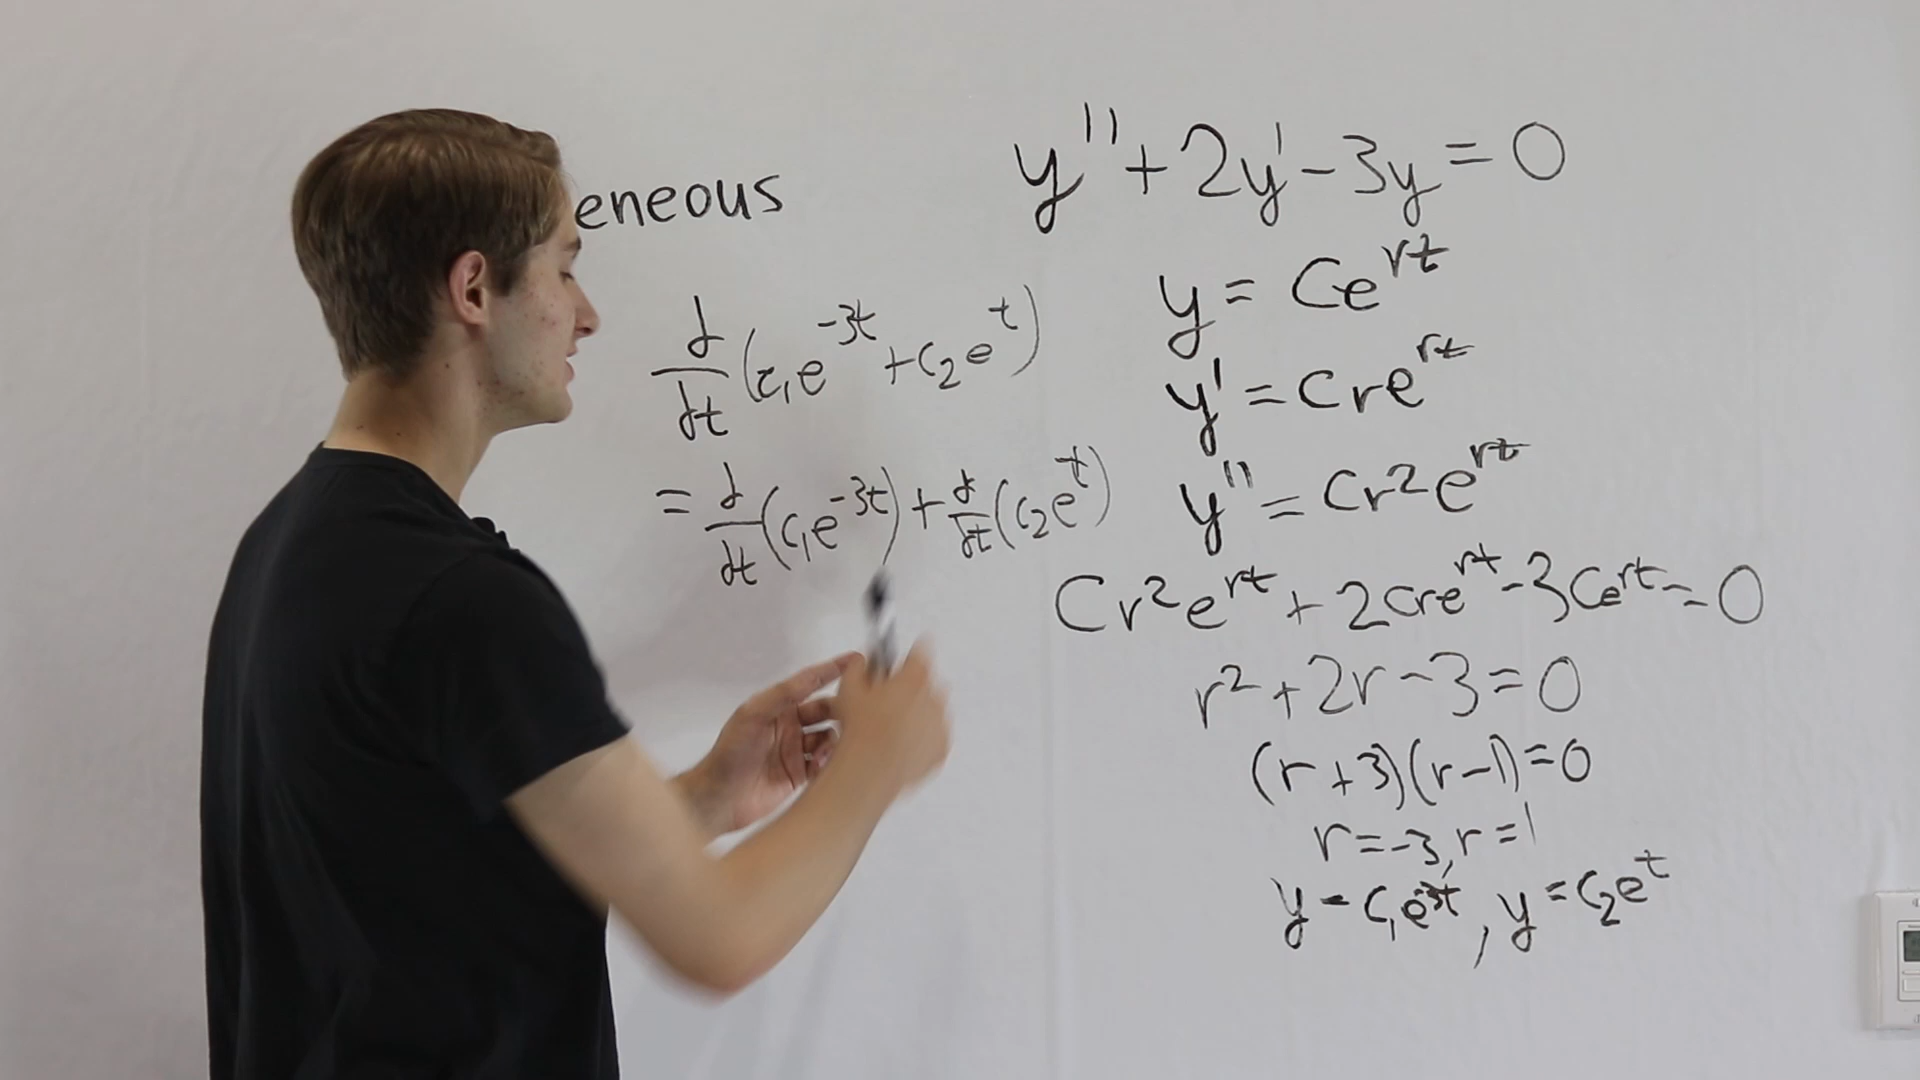 eneous
d/dt (c₁e^-3t + c₂e^t)
= d/dt (c₁e^-3t) + d/dt (c₂e^t)
y'' + 2y' - 3y = 0
y = Ce^rt
y' = Cre^rt
y'' = Cr²e^rt
Cr²e^rt + 2Cre^rt - 3Ce^rt = 0
r² + 2r - 3 = 0
(r + 3)(r - 1) = 0
r = -3, r = 1
y = C₁e^-3t, y = C₂e^t